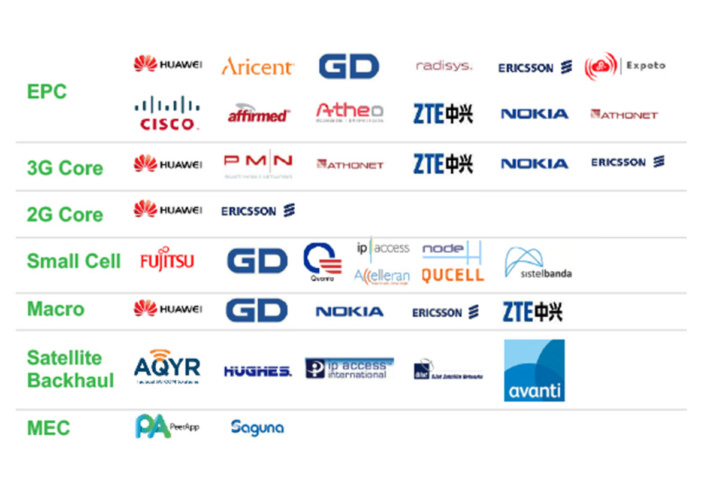 EPC
HUAWEI Aricent GD radisys. ERICSSON Expeto
CISCO affirmed Atheo ZTE中兴 NOKIA ATHONET
3G Core HUAWEI PMN ATHONET ZTE中兴 NOKIA ERICSSON
2G Core HUAWEI ERICSSON
Small Cell FUJITSU GD Quortus ip access node H sistelbanda
Accelleran QUCELL
Macro HUAWEI GD NOKIA ERICSSON ZTE中兴
Satellite
Backhaul
AQYR HUGHES. ip access
international
avanti
MEC PA PeerApp Saguna